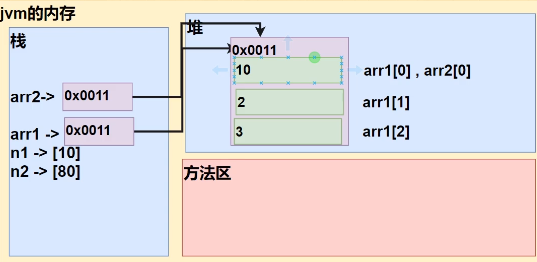 jvm的内存
栈
堆
0x0011
10
arr1[0] , arr2[0]
arr2-> 0x0011
2
arr1[1]
arr1 -> 0x0011
3
arr1[2]
n1 -> [10]
n2 -> [80]
方法区